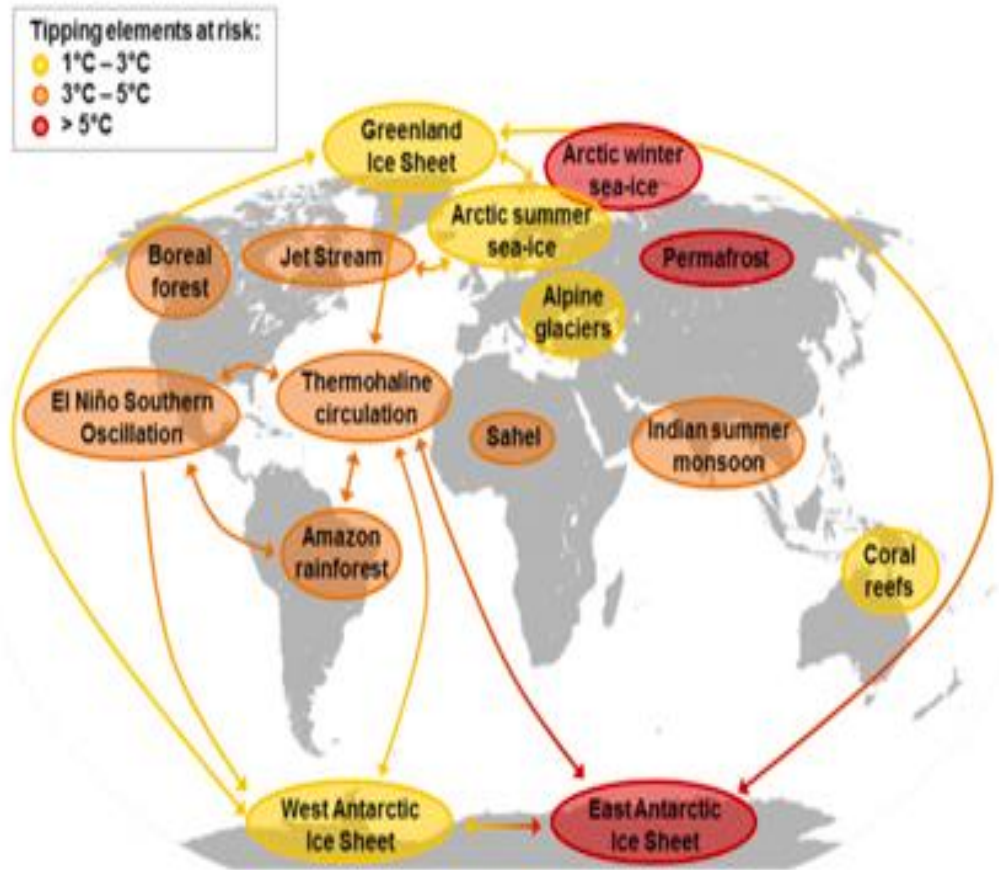 Tipping elements at risk:
1°C – 3°C
3°C – 5°C
> 5°C
Greenland
Ice Sheet
Arctic winter
sea-ice
Arctic summer
sea-ice
Boreal
forest
Jet Stream
Permafrost
Alpine
glaciers
El Niño Southern
Oscillation
Thermohaline
circulation
Sahel
Indian summer
monsoon
Amazon
rainforest
Coral
reefs
West Antarctic
Ice Sheet
East Antarctic
Ice Sheet